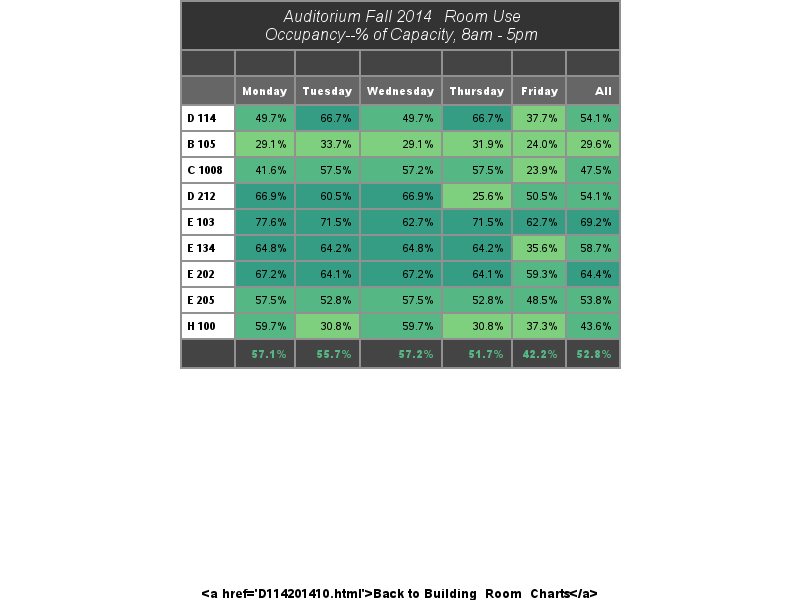 Auditorium Fall 2014 Room Use
Occupancy--% of Capacity, 8am - 5pm
Monday Tuesday Wednesday Thursday Friday All
D 114 49.7% 66.7% 49.7% 66.7% 37.7% 54.1%
B 105 29.1% 33.7% 29.1% 31.9% 24.0% 29.6%
C 1008 41.6% 57.5% 57.2% 57.5% 23.9% 47.5%
D 212 66.9% 60.5% 66.9% 25.6% 50.5% 54.1%
E 103 77.6% 71.5% 62.7% 71.5% 62.7% 69.2%
E 134 64.8% 64.2% 64.8% 64.2% 35.6% 58.7%
E 202 67.2% 64.1% 67.2% 64.1% 59.3% 64.4%
E 205 57.5% 52.8% 57.5% 52.8% 48.5% 53.8%
H 100 59.7% 30.8% 59.7% 30.8% 37.3% 43.6%
57.1% 55.7% 57.2% 51.7% 42.2% 52.8%
<a href='D114201410.html'>Back to Building_Room_Charts</a>